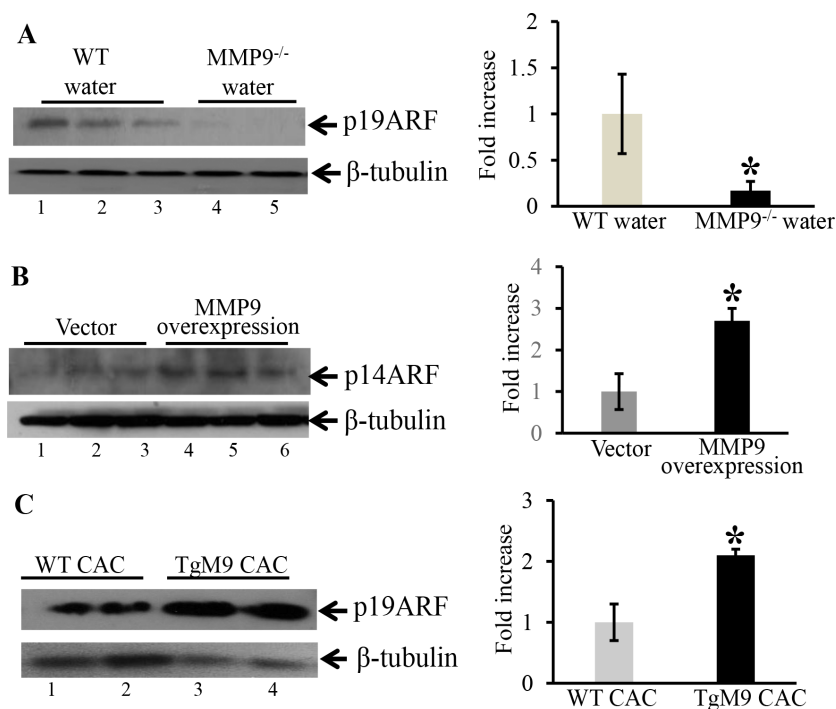 A
WT
water
MMP9-/-
water
p19ARF
β-tubulin
1 2 3 4 5
Fold increase
2
1.5
1
0.5
0
*
WT water MMP9-/- water
B
Vector
MMP9
overexpression
p14ARF
β-tubulin
1 2 3 4 5 6
Fold increase
4
3
2
1
0
*
Vector
MMP9
overexpression
C
WT CAC TgM9 CAC
p19ARF
β-tubulin
1 2 3 4
Fold increase
3
2
1
0
*
WT CAC TgM9 CAC